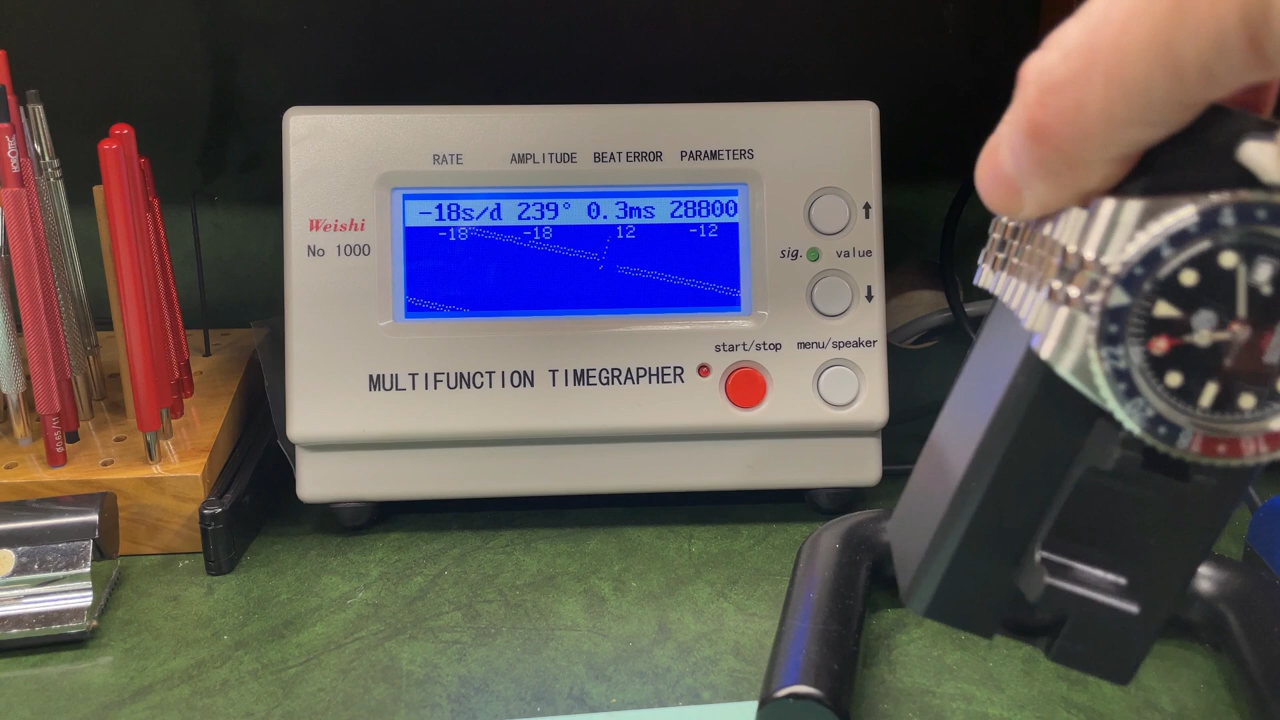 RATE AMPLITUDE BEAT ERROR PARAMETERS
-18s/d 239° 0.3ms 28800
-18 -18 12 -12
Weishi
No 1000
sig. value
start/stop menu/speaker
MULTIFUNCTION TIMEGRAPHER
HOROTEC